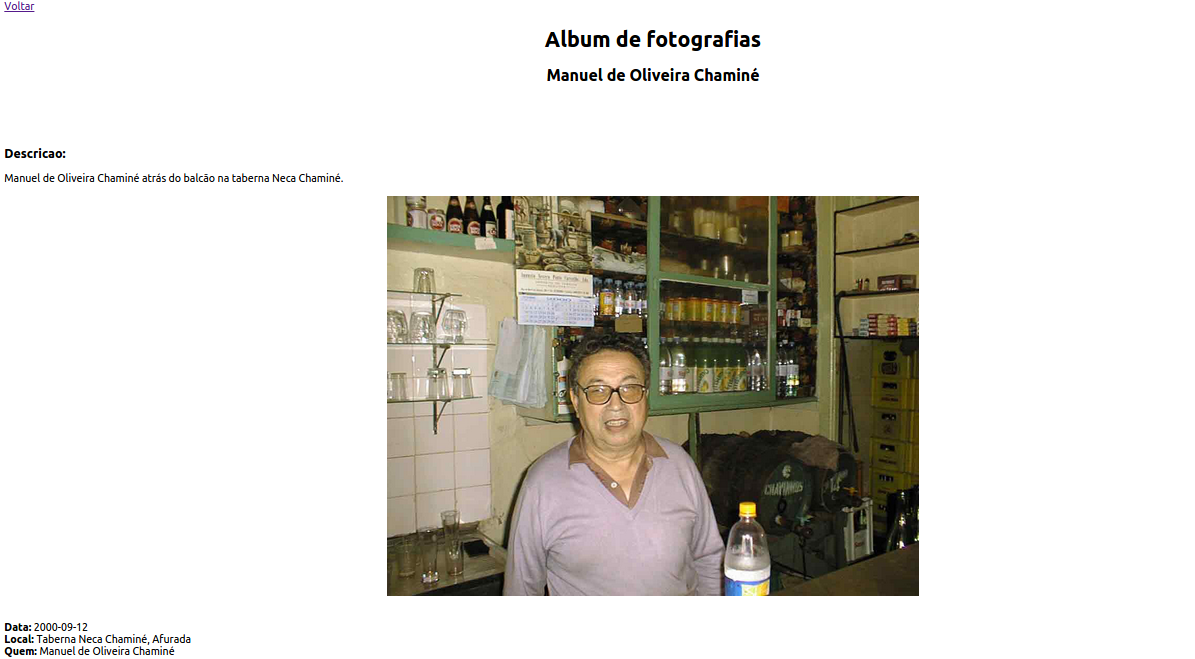 Voltar
Album de fotografias
Manuel de Oliveira Chaminé
Descricao:
Manuel de Oliveira Chaminé atrás do balcão na taberna Neca Chaminé.
Data: 2000-09-12
Local: Taberna Neca Chaminé, Afurada
Quem: Manuel de Oliveira Chaminé